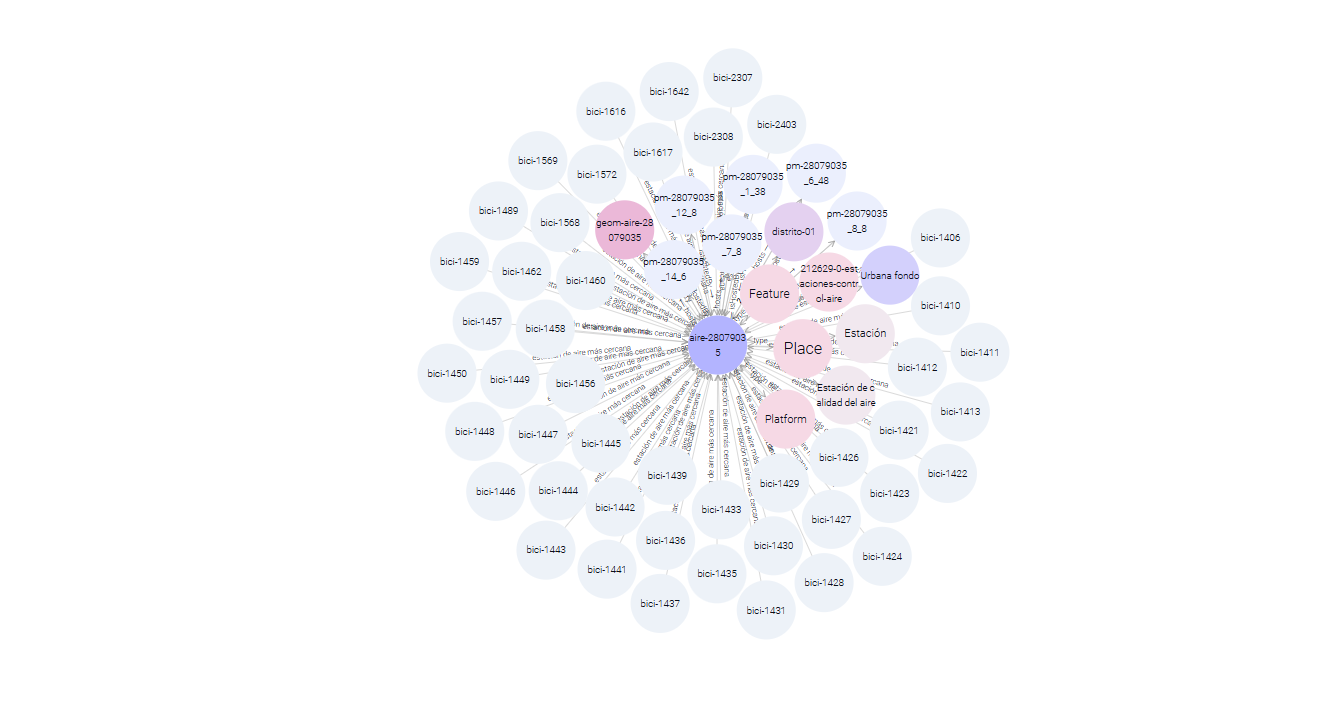 bici-2307
bici-1642
bici-1616
bici-2403
bici-2308
bici-1617
bici-1569
bici-1572
pm-28079035
_6_48
pm-28079035
_1_38
pm-28079035
_12_8
bici-1489
bici-1568
geom-aire-28
079035
pm-28079035
_7_8
distrito-01
pm-28079035
_8_8
bici-1406
bici-1459
bici-1462
bici-1460
pm-28079035
_14_6
Feature
212629-0-est
aciones-contr
ol-aire
Urbana fondo
bici-1410
bici-1457
bici-1458
aire-2807903
5
type
Place
Estación
bici-1411
bici-1412
bici-1450
bici-1449
bici-1456
Estación de c
alidad del aire
bici-1413
Platform
bici-1421
bici-1448
bici-1447
bici-1445
bici-1426
bici-1422
bici-1446
bici-1444
bici-1439
bici-1429
bici-1423
bici-1442
bici-1433
bici-1427
bici-1443
bici-1436
bici-1430
bici-1424
bici-1441
bici-1435
bici-1428
bici-1437
bici-1431
estación de aire más cercana